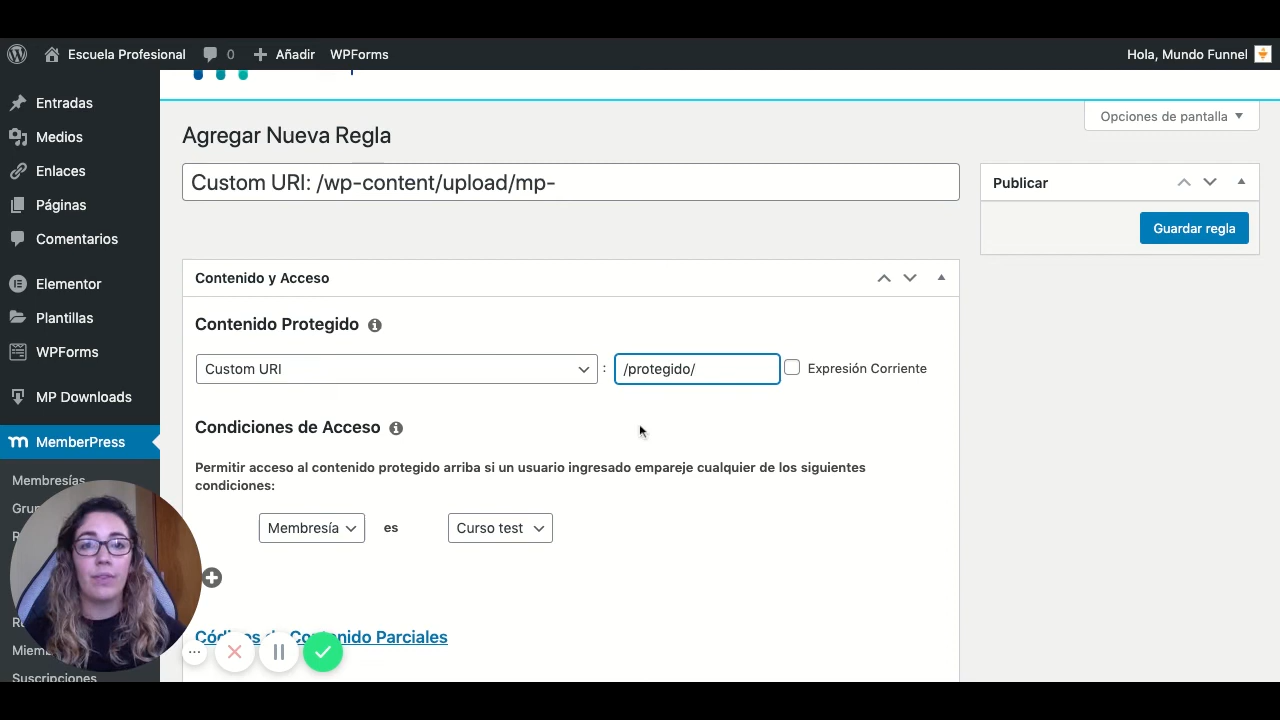 Escuela Profesional
0
Añadir
WPForms
Hola, Mundo Funnel
Entradas
Medios
Enlaces
Páginas
Comentarios
Elementor
Plantillas
WPForms
MP Downloads
MemberPress
Membresías
Suscripciones
Opciones de pantalla
Agregar Nueva Regla
Custom URI: /wp-content/upload/mp-
Publicar
Guardar regla
Contenido y Acceso
Contenido Protegido
Custom URI : /protegido/ Expresión Corriente
Condiciones de Acceso
Permitir acceso al contenido protegido arriba si un usuario ingresado empareje cualquier de los siguientes
condiciones:
Membresía es Curso test
Parciales